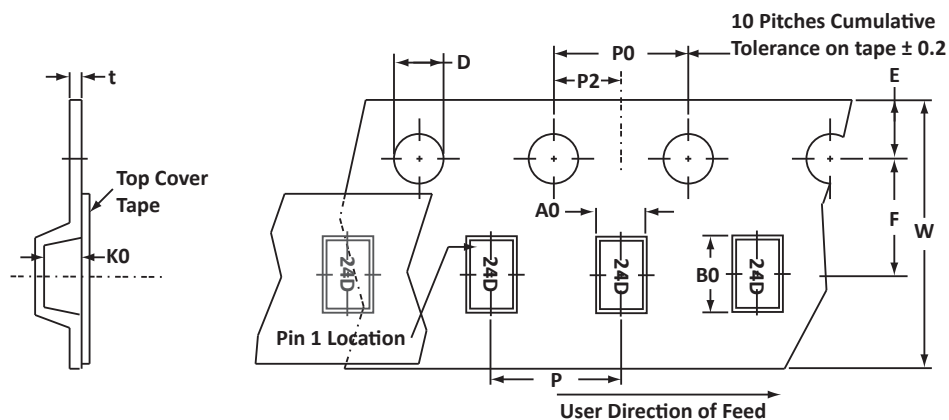 10 Pitches Cumulative
Tolerance on tape ± 0.2
t
D
P0
P2
E
Top Cover
Tape
A0
F
W
K0
B0
24D
24D
24D
24D
Pin 1 Location
P
User Direction of Feed